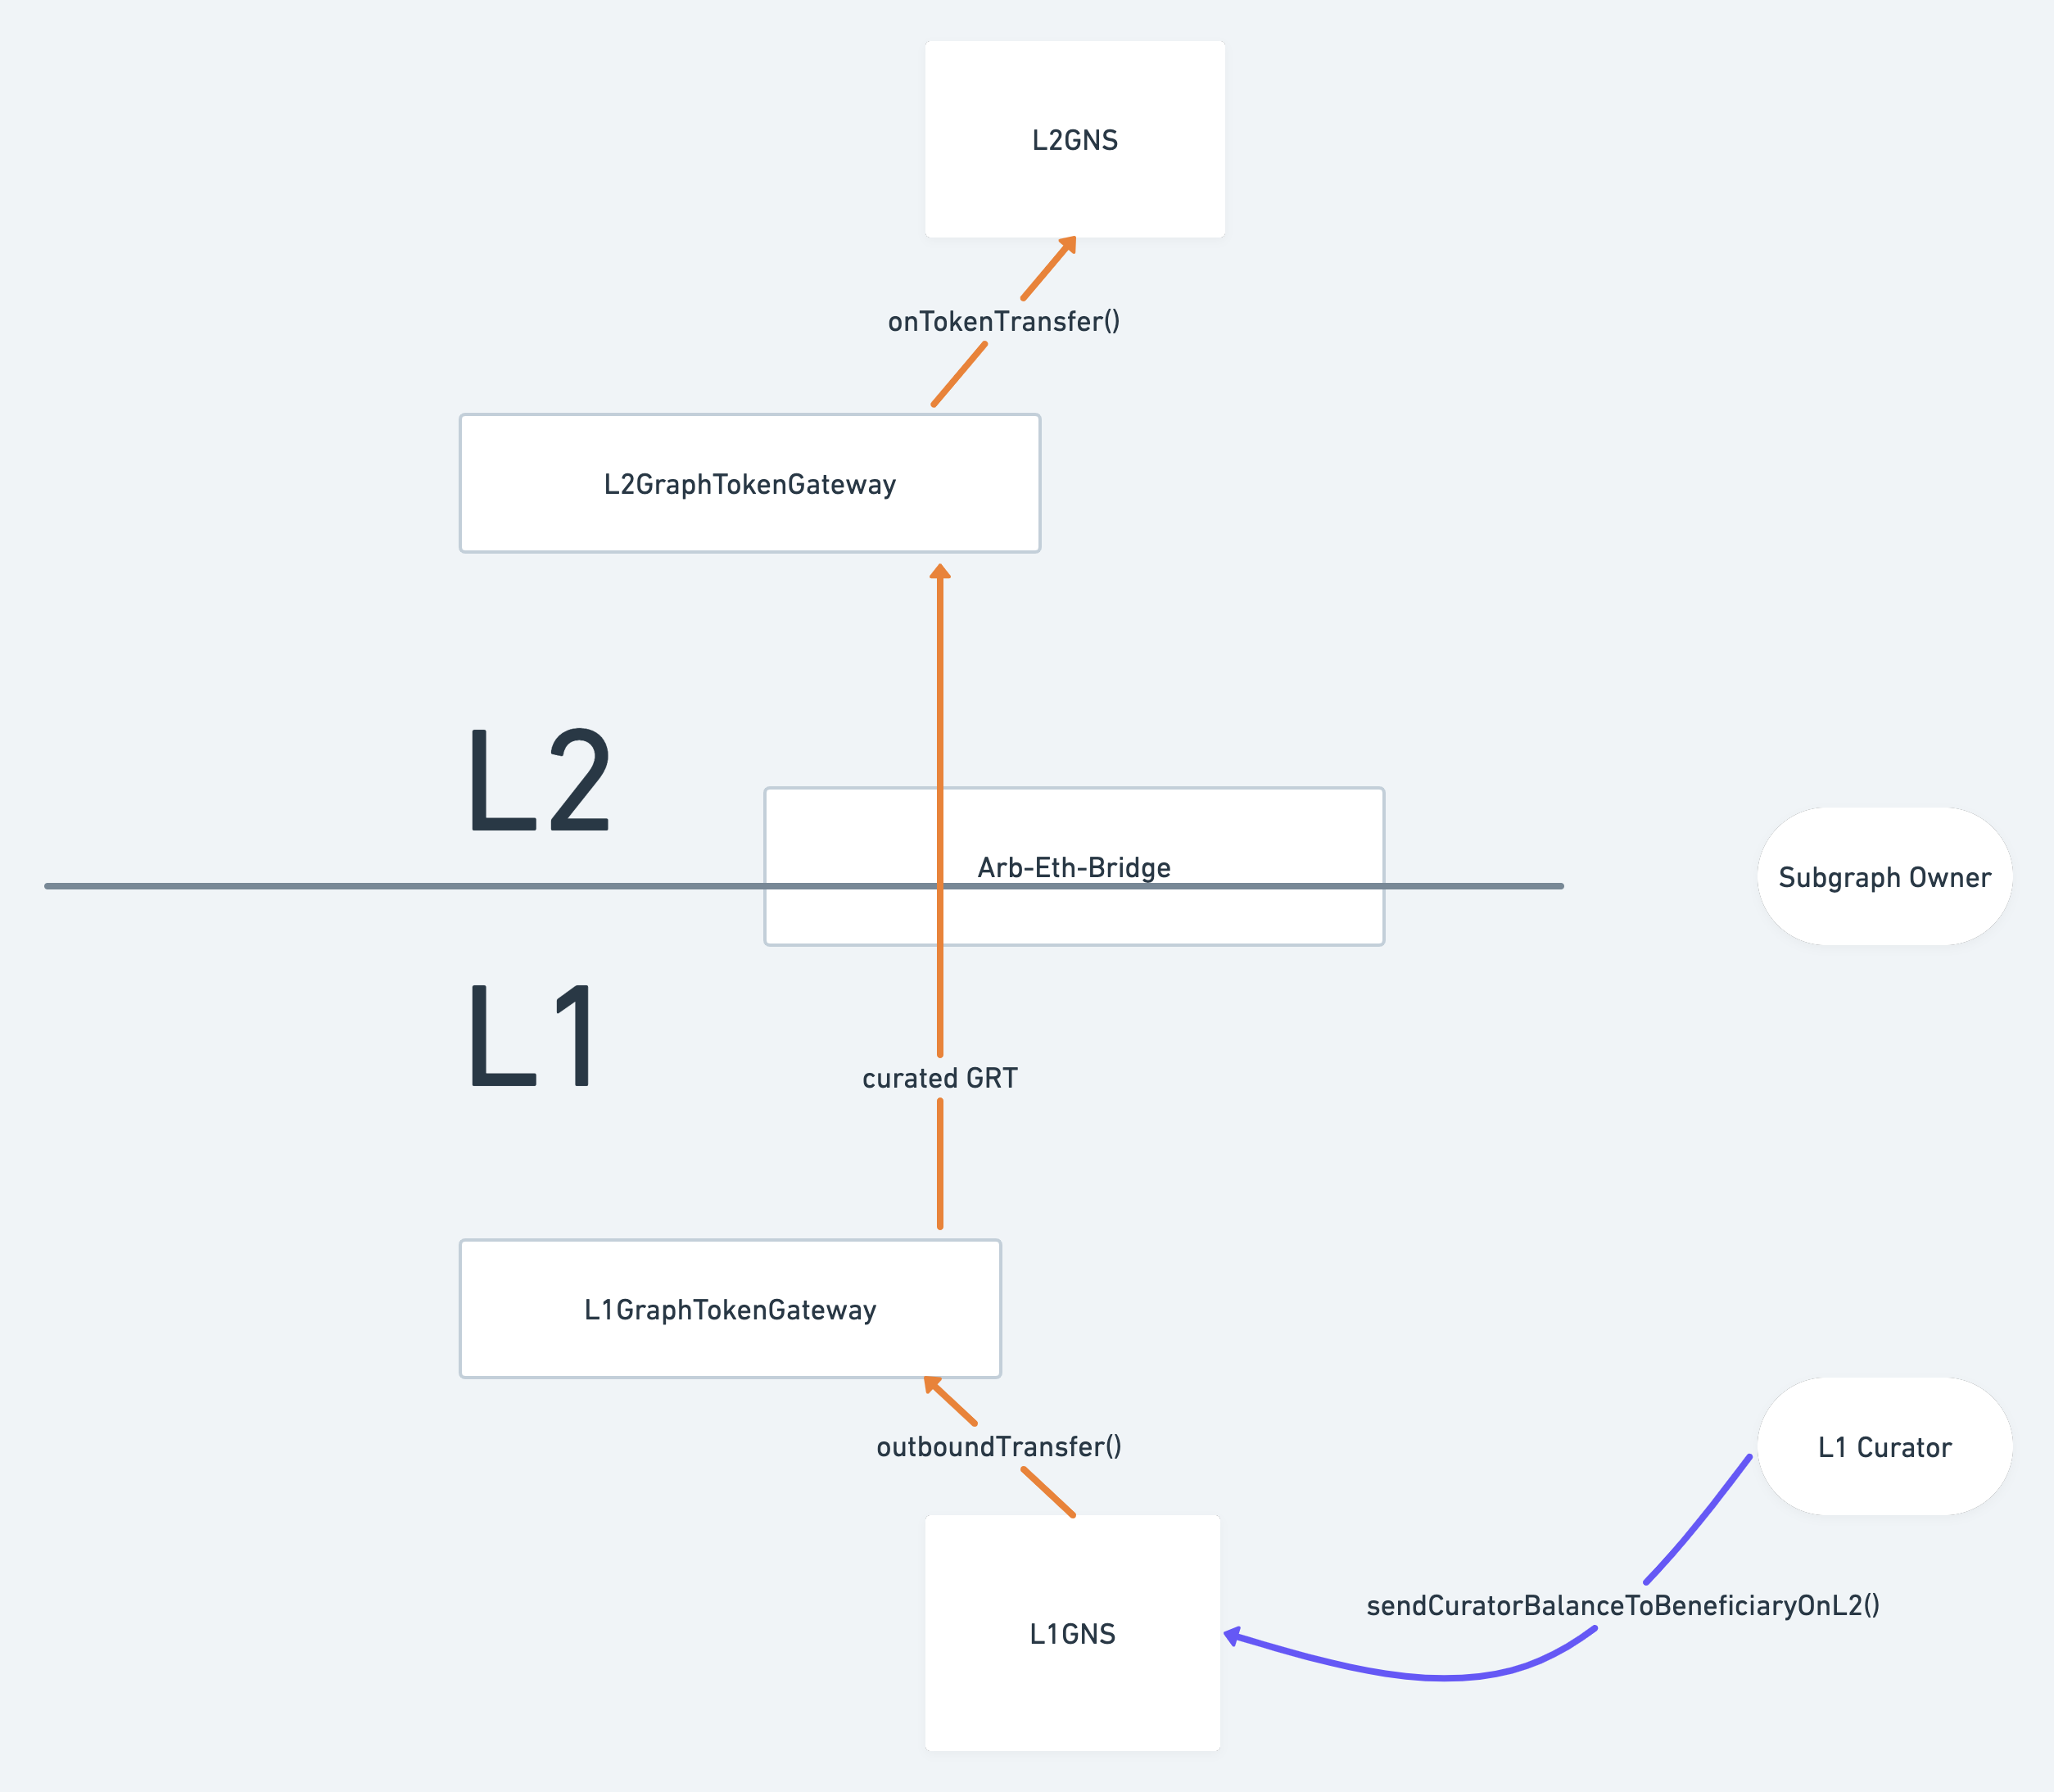 L2GNS
onTokenTransfer()
L2GraphTokenGateway
L2
Arb-Eth-Bridge
Subgraph Owner
L1
curated GRT
L1GraphTokenGateway
outboundTransfer()
L1 Curator
sendCuratorBalanceToBeneficiaryOnL2()
L1GNS